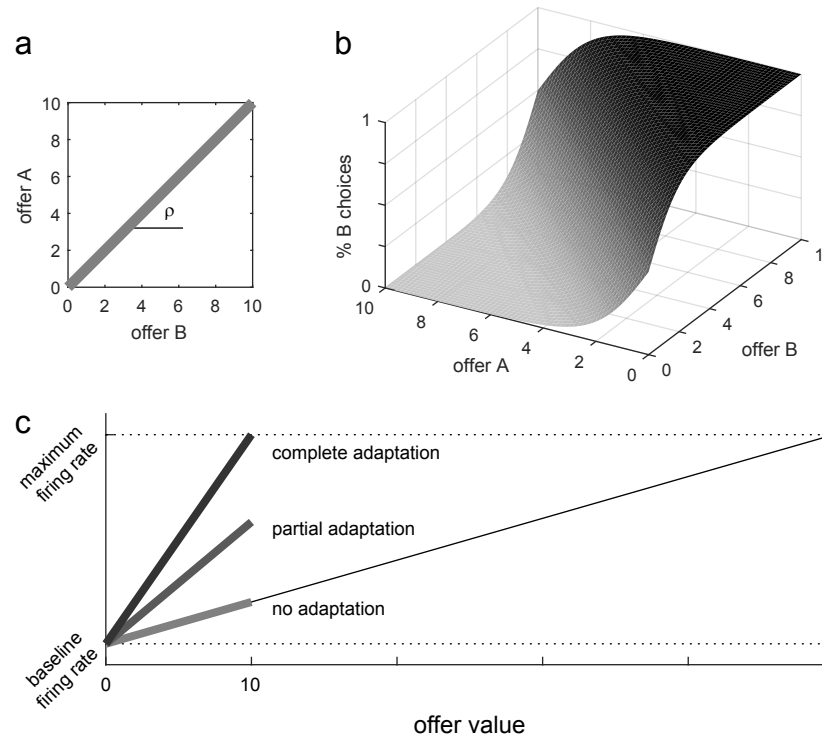 a
10
8
6
4
2
0
offer A
ρ
0 2 4 6 8 10
offer B
b
1
0
% B choices
10
8
6
4
2
0
offer A
0
2
4
6
8
1
offer B
c
maximum
firing rate
baseline
firing rate
complete adaptation
partial adaptation
no adaptation
0 10
offer value